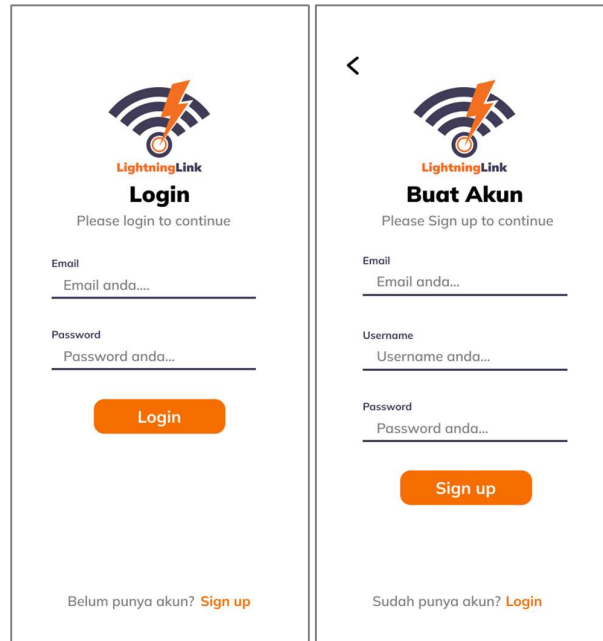 LightningLink
Login
Please login to continue
Email
Email anda....
Password
Password anda...
Login
Belum punya akun? Sign up
LightningLink
Buat Akun
Please Sign up to continue
Email
Email anda...
Username
Username anda...
Password
Password anda...
Sign up
Sudah punya akun? Login